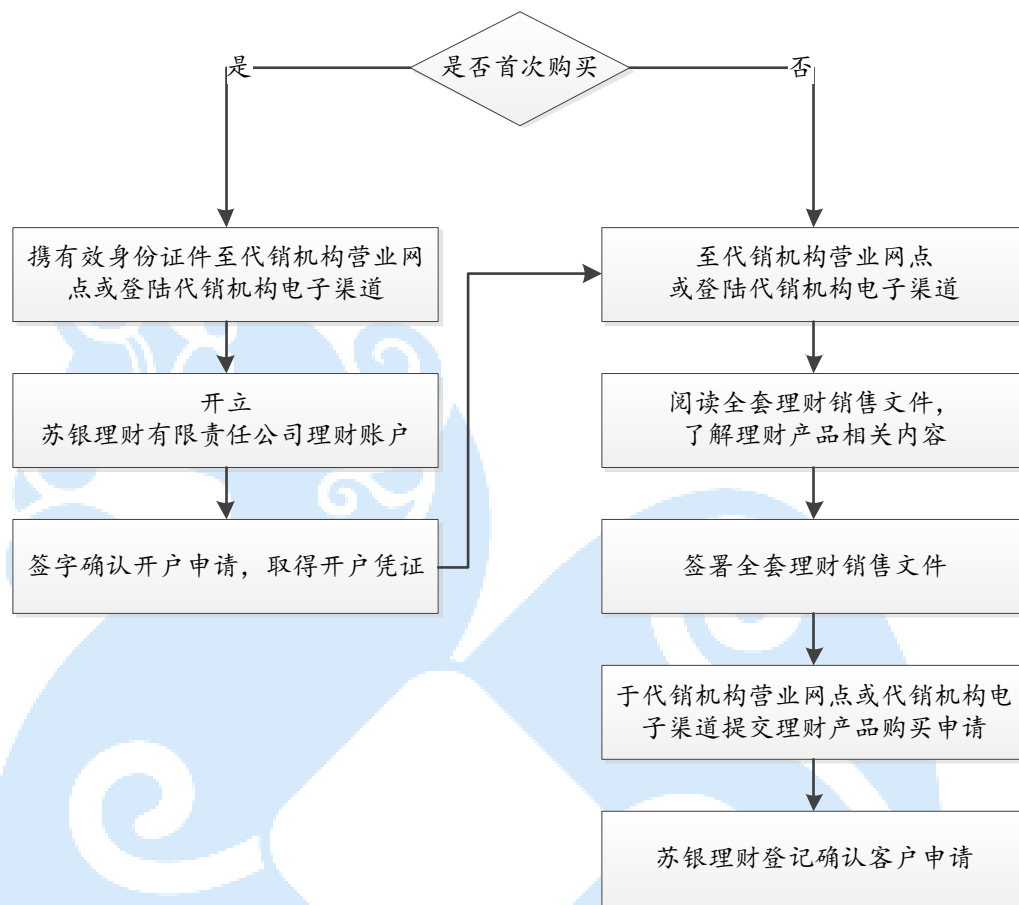 是否首次购买
是
否
携有效身份证件至代销机构营业网
点或登陆代销机构电子渠道
开立
苏银理财有限责任公司理财账户
签字确认开户申请，取得开户凭证
至代销机构营业网点
或登陆代销机构电子渠道
阅读全套理财销售文件，
了解理财产品相关内容
签署全套理财销售文件
于代销机构营业网点或代销机构电
子渠道提交理财产品购买申请
苏银理财登记确认客户申请